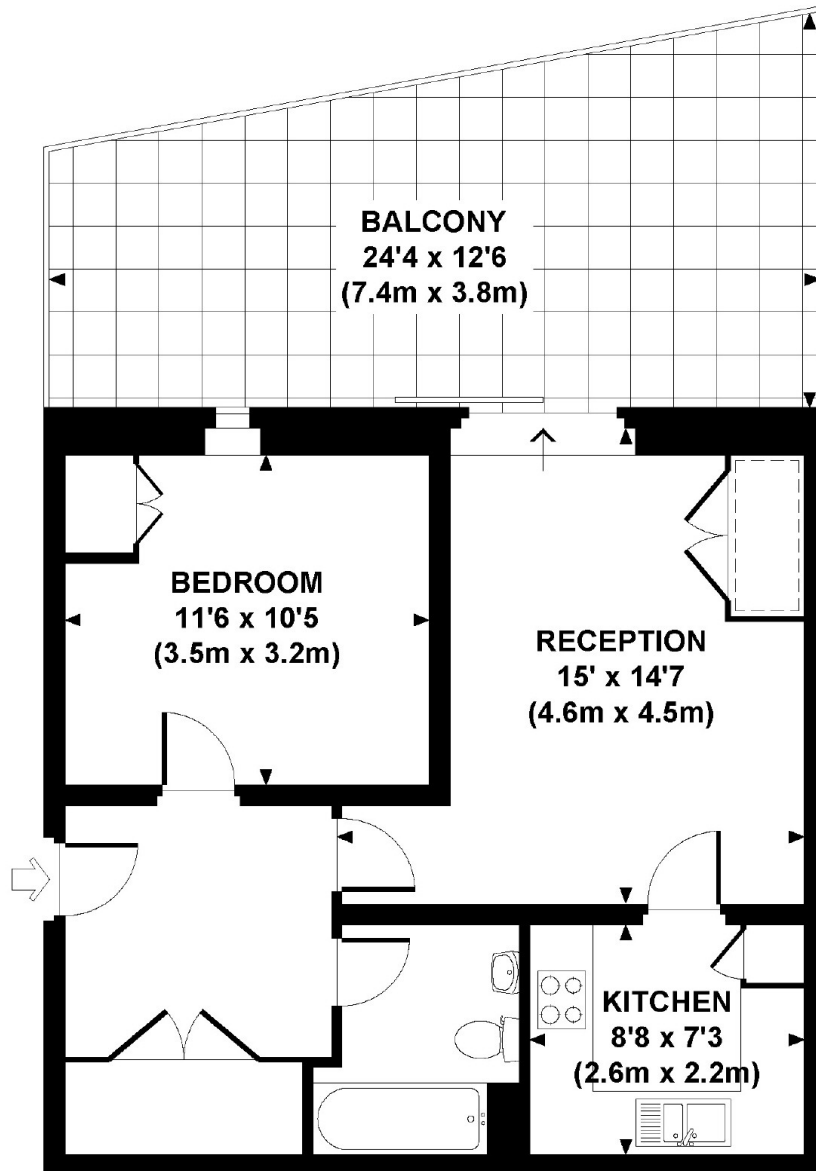 BALCONY
24'4 x 12'6
(7.4m x 3.8m)
BEDROOM
11'6 x 10'5
(3.5m x 3.2m)
RECEPTION
15' x 14'7
(4.6m x 4.5m)
KITCHEN
8'8 x 7'3
(2.6m x 2.2m)